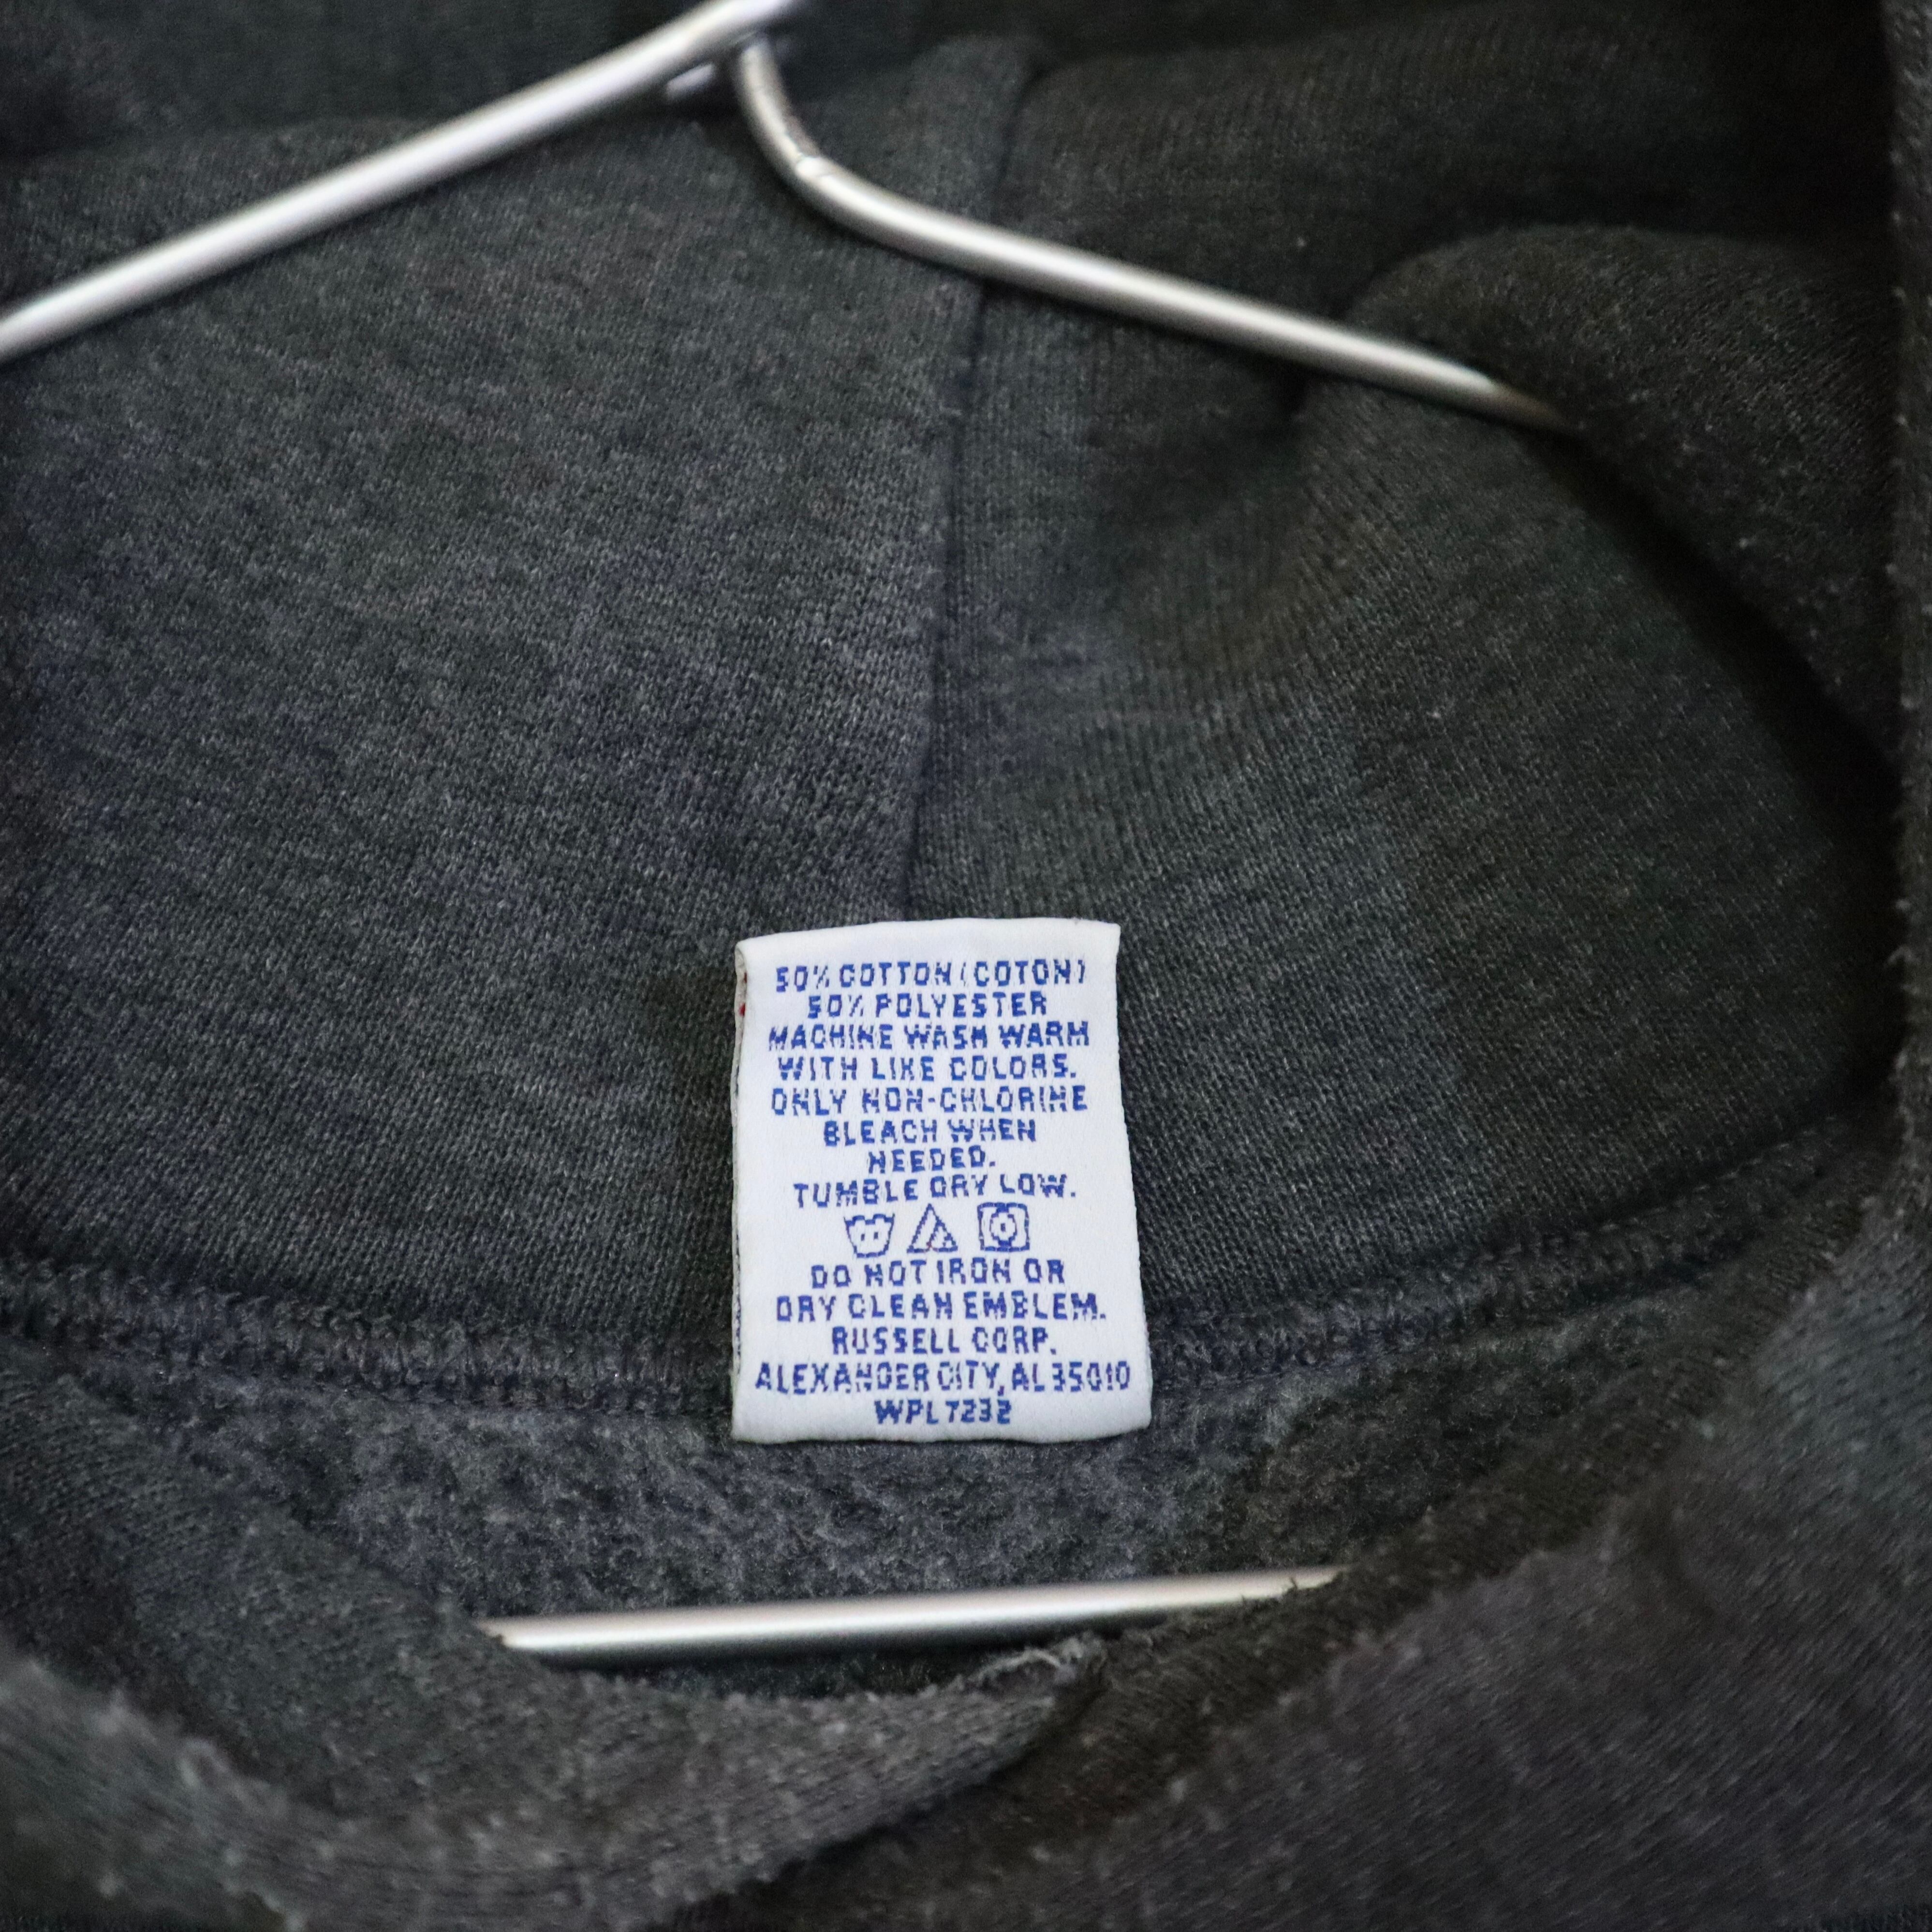 50% COTTON (COTON)
50% POLYESTER
MACHINE WASH WARM
WITH LIKE COLORS.
ONLY NON-CHLORINE
BLEACH WHEN
NEEDED.
TUMBLE DRY LOW.
DO NOT IRON OR
DRY CLEAN EMBLEM.
RUSSELL CORP.
ALEXANDER CITY, AL 35010
WPL 7232